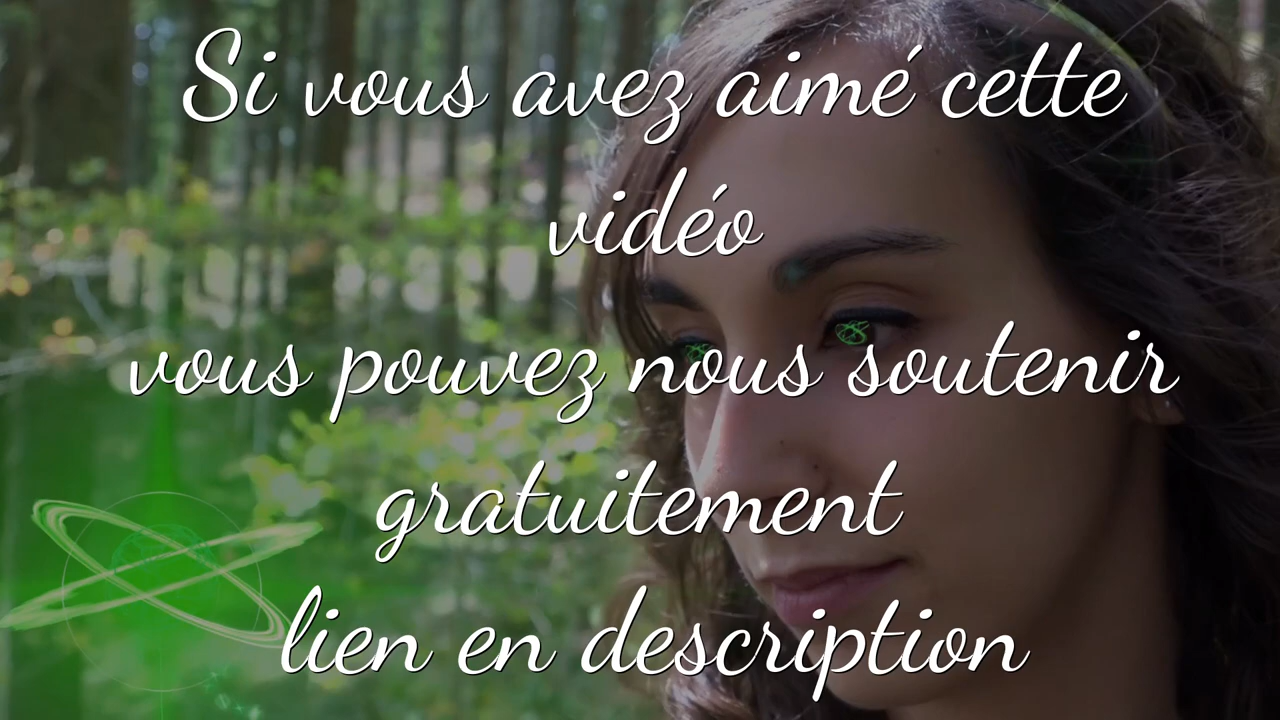 Si vous avez aimé cette
vidéo
vous pouvez nous soutenir
gratuitement
lien en description